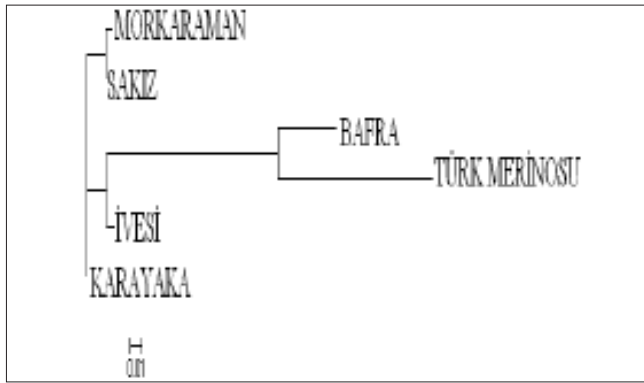 MORKARAMAN
SAKIZ
BAFRA
TÜRK MERİNOSU
İVESİ
KARAYAKA
0.01